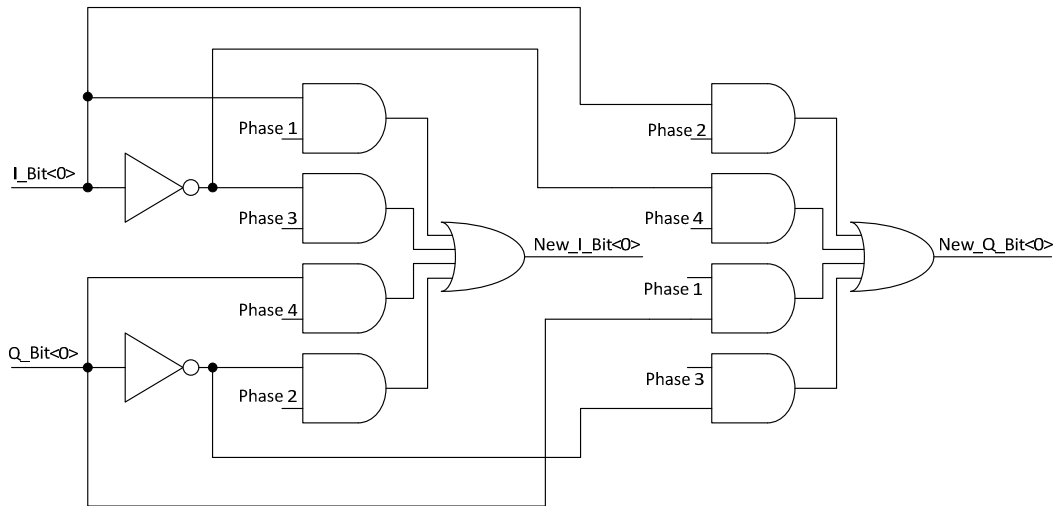 Phase 1
Phase 2
I_Bit<0>
Phase 3
Phase 4
New_I_Bit<0>
New_Q_Bit<0>
Phase 4
Phase 1
Q_Bit<0>
Phase 2
Phase 3